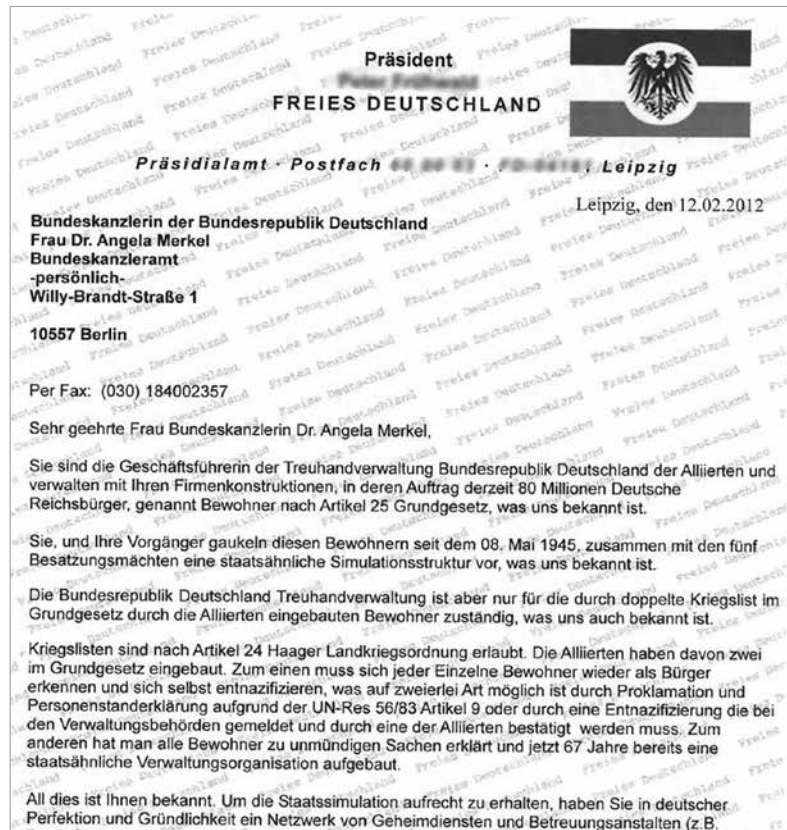 Präsident
FREIES DEUTSCHLAND
Präsidialamt · Postfach · , Leipzig
Leipzig, den 12.02.2012
Bundeskanzlerin der Bundesrepublik Deutschland
Frau Dr. Angela Merkel
Bundeskanzleramt
-persönlich-
Willy-Brandt-Straße 1
10557 Berlin
Per Fax: (030) 184002357
Sehr geehrte Frau Bundeskanzlerin Dr. Angela Merkel,
Sie sind die Geschäftsführerin der Treuhandverwaltung Bundesrepublik Deutschland der Alliierten und
verwalten mit Ihren Firmenkonstruktionen, in deren Auftrag derzeit 80 Millionen Deutsche
Reichsbürger, genannt Bewohner nach Artikel 25 Grundgesetz, was uns bekannt ist.
Sie, und Ihre Vorgänger gaukeln diesen Bewohnern seit dem 08. Mai 1945, zusammen mit den fünf
Besatzungsmächten eine staatsähnliche Simulationsstruktur vor, was uns bekannt ist.
Die Bundesrepublik Deutschland Treuhandverwaltung ist aber nur für die durch doppelte Kriegslist im
Grundgesetz durch die Alliierten eingebauten Bewohner zuständig, was uns auch bekannt ist.
Kriegslisten sind nach Artikel 24 Haager Landkriegsordnung erlaubt. Die Alliierten haben davon zwei
im Grundgesetz eingebaut. Zum einen muss sich jeder Einzelne Bewohner wieder als Bürger
erkennen und sich selbst entnazifizieren, was auf zweierlei Art möglich ist durch Proklamation und
Personenstanderklärung aufgrund der UN-Res 56/83 Artikel 9 oder durch eine Entnazifizierung die bei
den Verwaltungsbehörden gemeldet und durch eine der Alliierten bestätigt werden muss. Zum
anderen hat man alle Bewohner zu unmündigen Sachen erklärt und jetzt 67 Jahre bereits eine
staatsähnliche Verwaltungsorganisation aufgebaut.
All dies ist Ihnen bekannt. Um die Staatssimulation aufrecht zu erhalten, haben Sie in deutscher
Perfektion und Gründlichkeit ein Netzwerk von Geheimdiensten und Betreuungsanstalten (z.B.